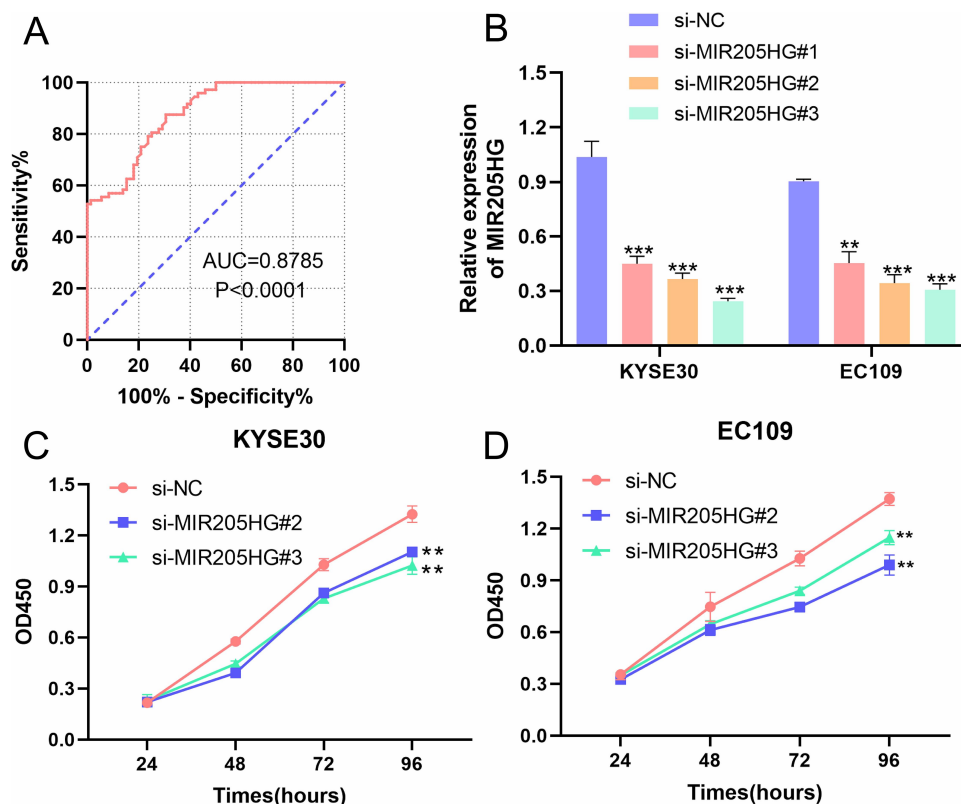 A
100
80
60
40
20
0
Sensitivity%
AUC=0.8785
P<0.0001
0 20 40 60 80 100
100% - Specificity%
B
si-NC
si-MIR205HG#1
si-MIR205HG#2
si-MIR205HG#3
1.5
1.2
0.9
0.6
0.3
0.0
Relative expression
of MIR205HG
*** *** ***
** *** ***
KYSE30 EC109
C
KYSE30
si-NC
si-MIR205HG#2
si-MIR205HG#3
1.5
1.2
0.9
0.6
0.3
0.0
OD450
**
**
24 48 72 96
Times(hours)
D
EC109
si-NC
si-MIR205HG#2
si-MIR205HG#3
1.5
1.2
0.9
0.6
0.3
0.0
OD450
**
**
24 48 72 96
Times(hours)